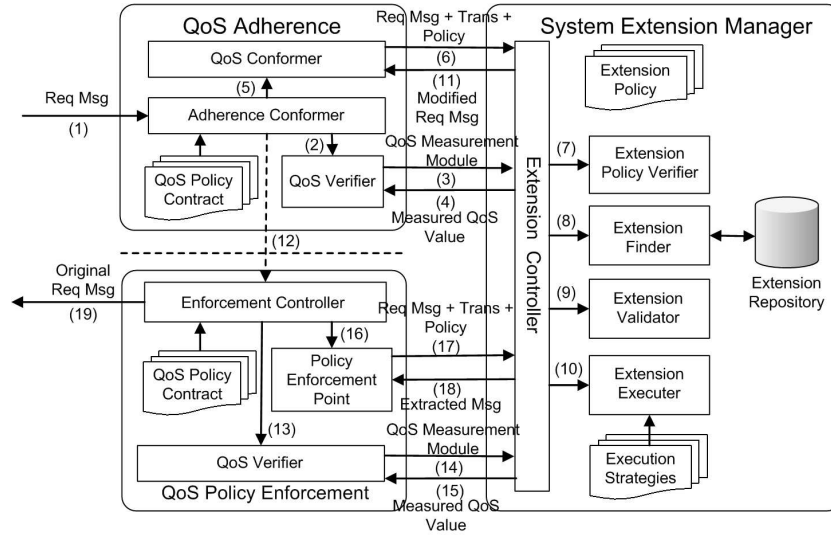 QoS Adherence
QoS Conformer
(5)
Req Msg
(1)
Adherence Conformer
(2)
QoS Policy
Contract
QoS Verifier
Req Msg + Trans +
Policy
(6)
(11)
Modified
Req Msg
QoS Measurement
Module
(3)
(4)
Measured QoS
Value
(12)
System Extension Manager
Extension
Policy
Extension Controller
(7)
Extension
Policy Verifier
(8)
Extension
Finder
Extension
Repository
(9)
Extension
Validator
(10)
Extension
Executer
Execution
Strategies
Original
Req Msg
(19)
Enforcement Controller
(16)
QoS Policy
Contract
Policy
Enforcement
Point
(13)
QoS Verifier
QoS Policy Enforcement
Req Msg + Trans +
Policy
(17)
(18)
Extracted Msg
QoS Measurement
Module
(14)
(15)
Measured QoS
Value